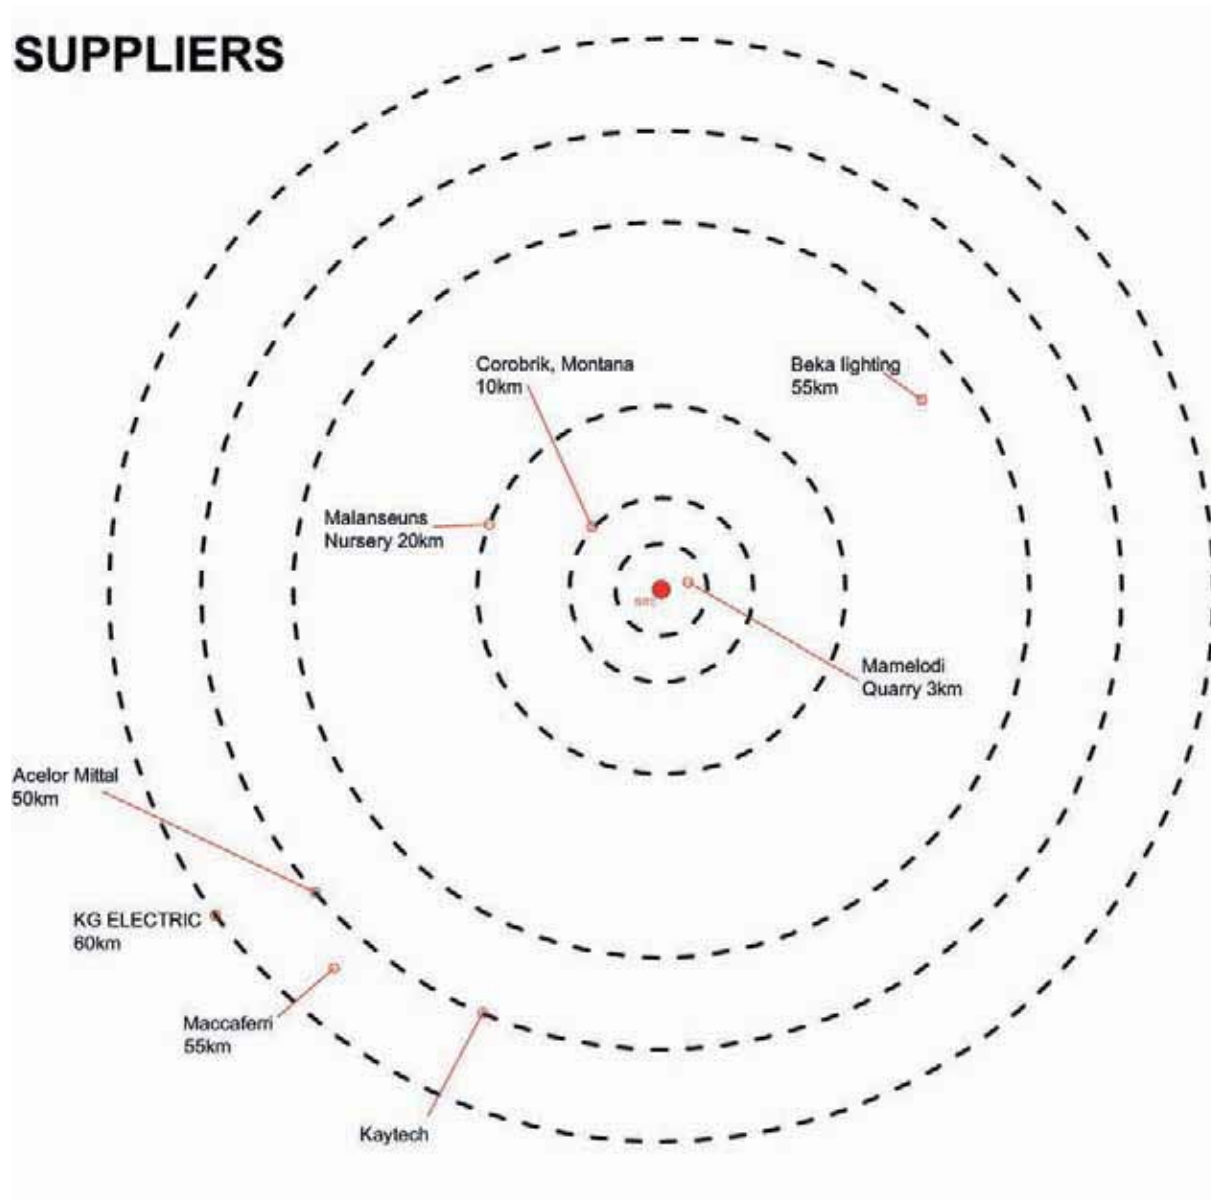 SUPPLIERS
Corobrik, Montana
10km
Beka lighting
55km
Malanseuns
Nursery 20km
Mamelodi
Quarry 3km
Acelor Mittal
50km
KG ELECTRIC
60km
Maccaferri
55km
Kaytech